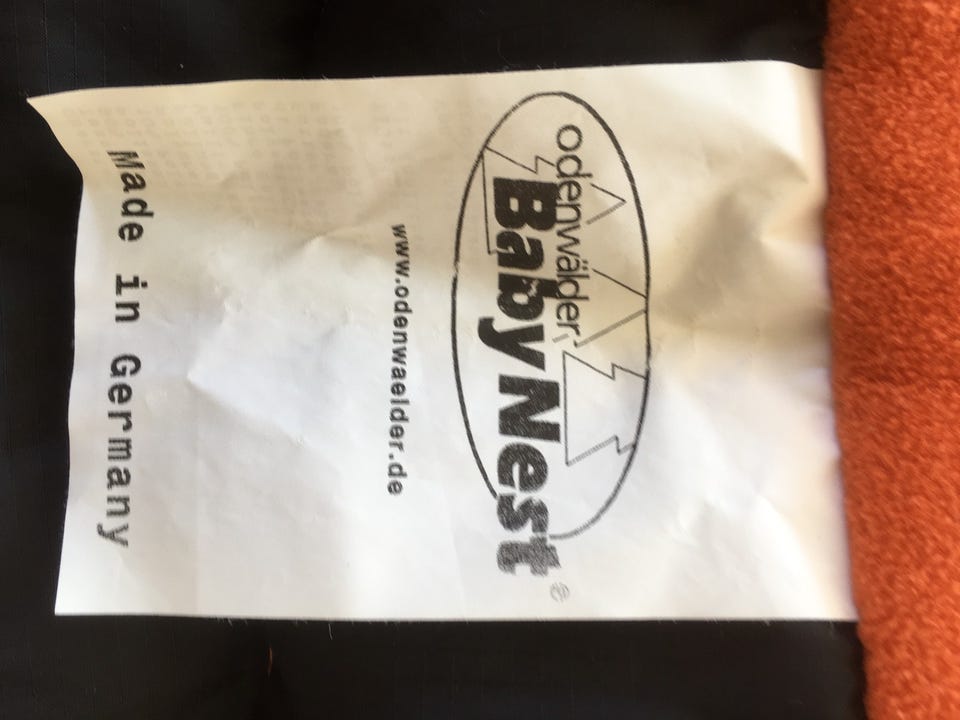 odenwälder
BabyNest®
www.odenwaelder.de
Made in Germany